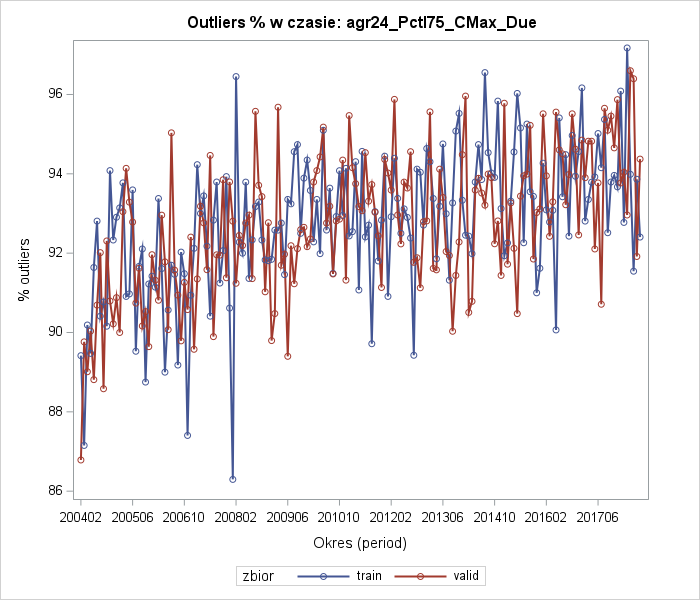 Outliers % w czasie: agr24_Pctl75_CMax_Due
% outliers
96
94
92
90
88
86
200402 200506 200610 200802 200906 201010 201202 201306 201410 201602 201706
Okres (period)
zbior train valid